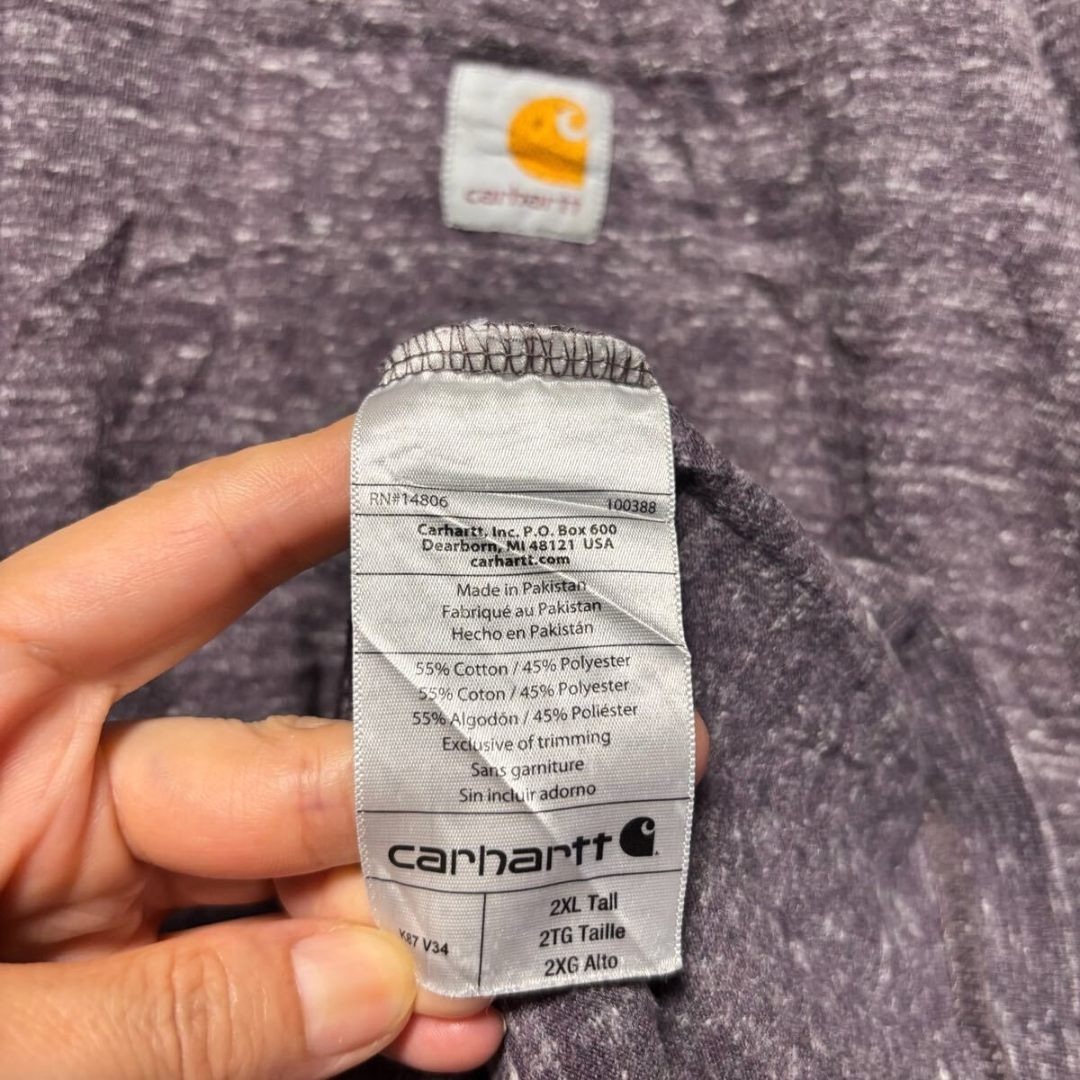 carhartt
RN#14806 100388
Carhartt, Inc. P.O. Box 600
Dearborn, MI 48121 USA
carhartt.com
Made in Pakistan
Fabriqué au Pakistan
Hecho en Pakistán
55% Cotton / 45% Polyester
55% Coton / 45% Polyester
55% Algodón / 45% Poliéster
Exclusive of trimming
Sans garniture
Sin incluir adorno
carhartt
K87 V34
2XL Tall
2TG Taille
2XG Alto